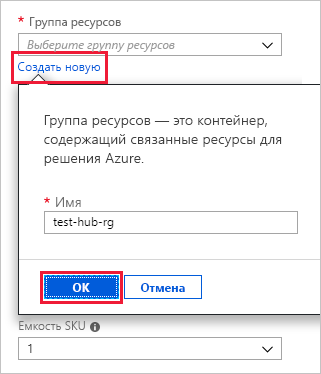 * Группа ресурсов
Выберите группу ресурсов
Создать новую
Группа ресурсов — это контейнер,
содержащий связанные ресурсы для
решения Azure.
* Имя
test-hub-rg
OK
Отмена
Емкость SKU
1